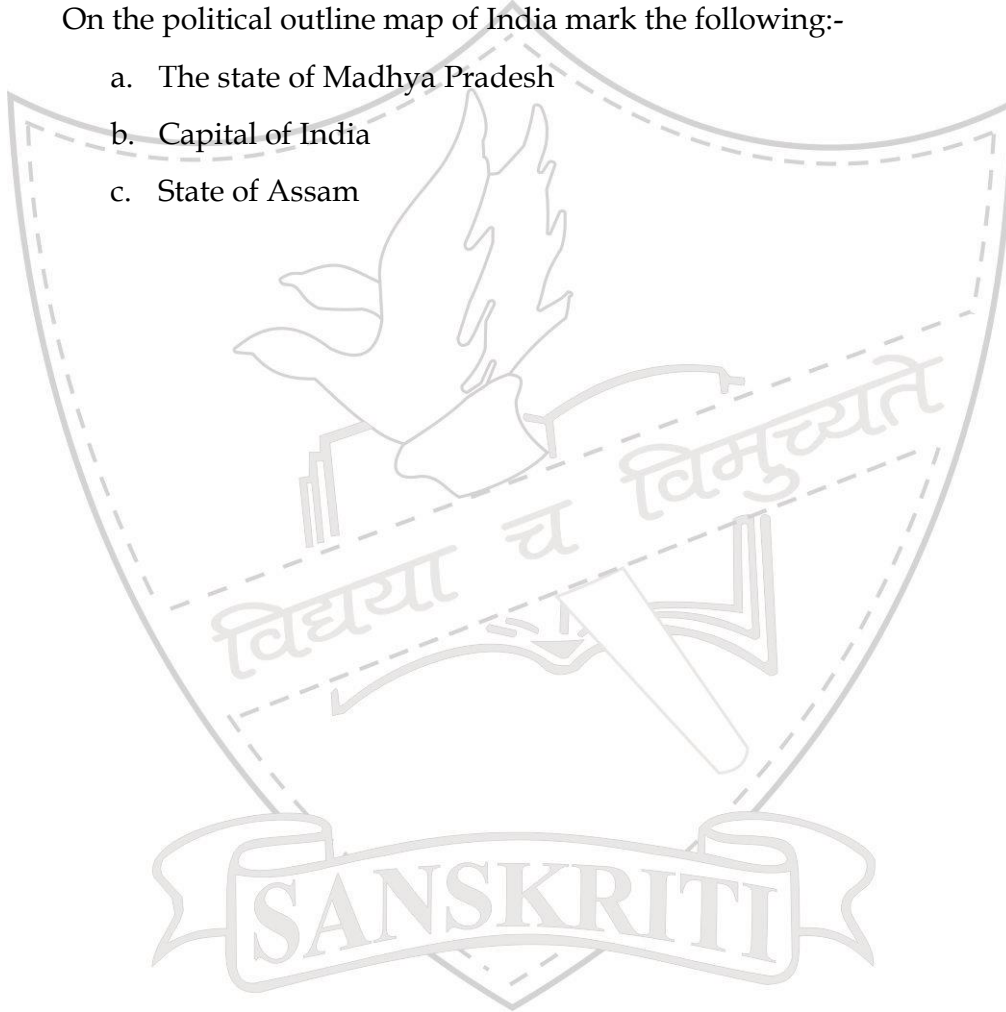 On the political outline map of India mark the following:-
a. The state of Madhya Pradesh
b. Capital of India
c. State of Assam
विद्यया च विमुच्यते
SANSKRITI